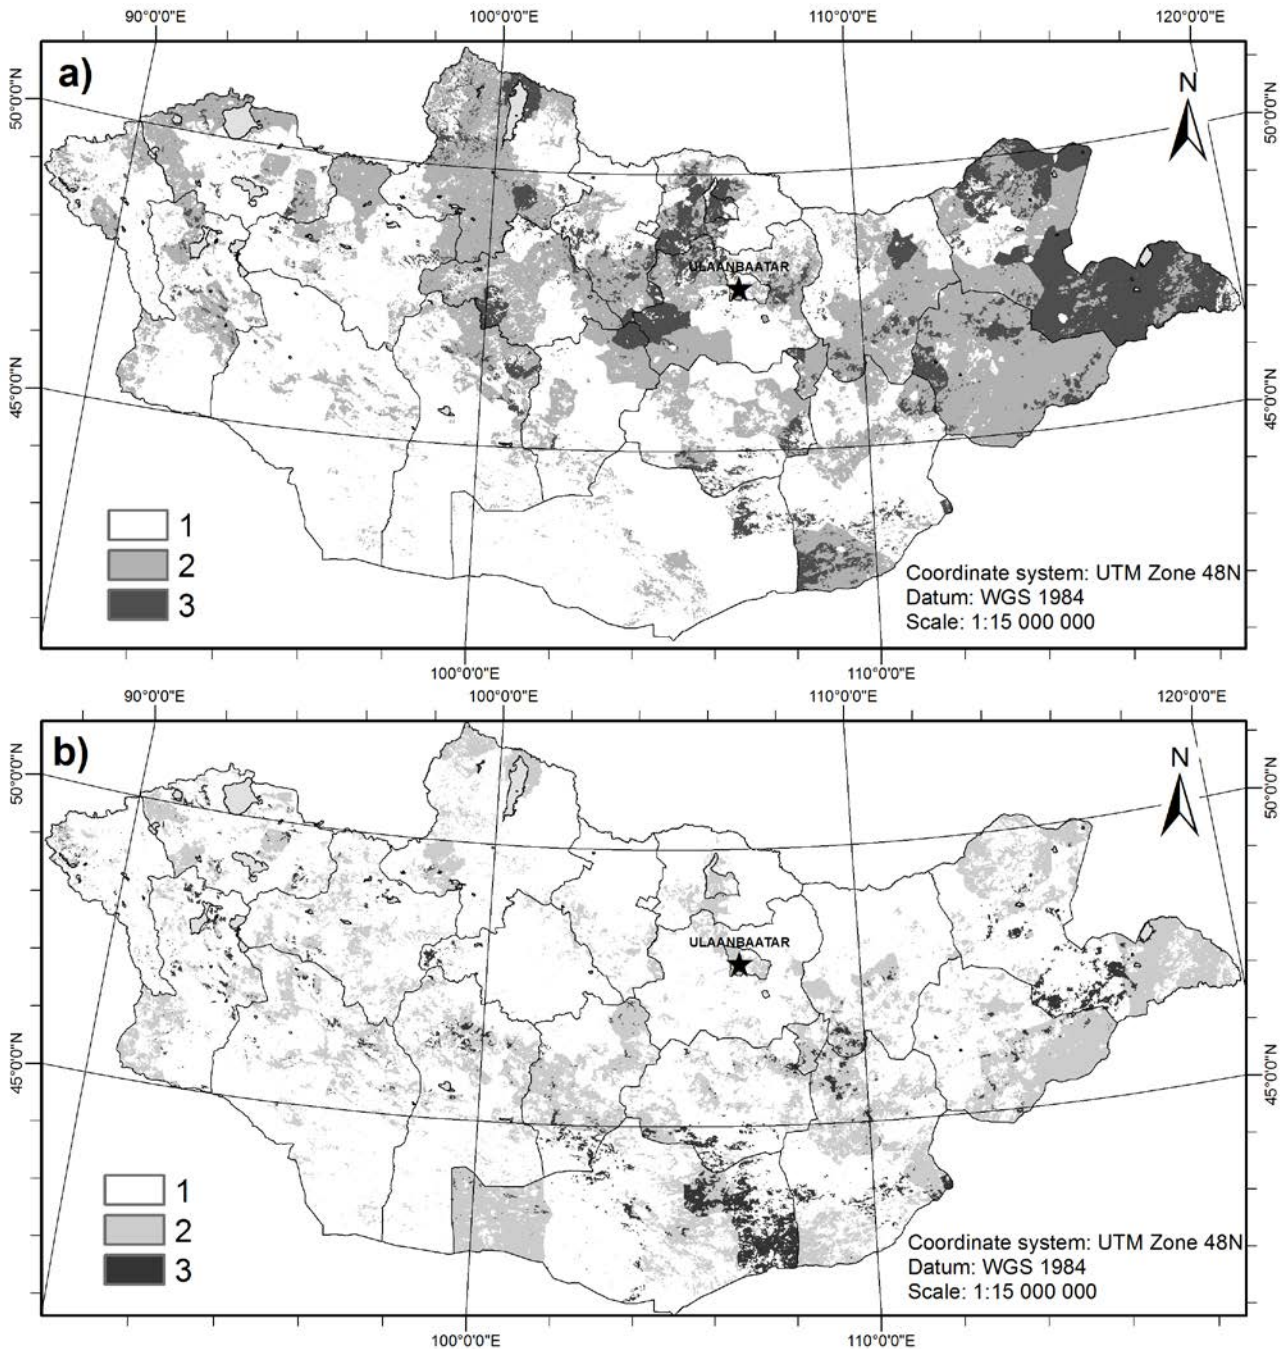 90°0'0"E 100°0'0"E 110°0'0"E 120°0'0"E
a)
N
50°0'0"N 50°0'0"N
ULAANBAATAR
45°0'0"N 45°0'0"N
1
2
3
Coordinate system: UTM Zone 48N
Datum: WGS 1984
Scale: 1:15 000 000
100°0'0"E 110°0'0"E
90°0'0"E 100°0'0"E 110°0'0"E 120°0'0"E
b)
N
50°0'0"N 50°0'0"N
ULAANBAATAR
45°0'0"N 45°0'0"N
1
2
3
Coordinate system: UTM Zone 48N
Datum: WGS 1984
Scale: 1:15 000 000
100°0'0"E 110°0'0"E